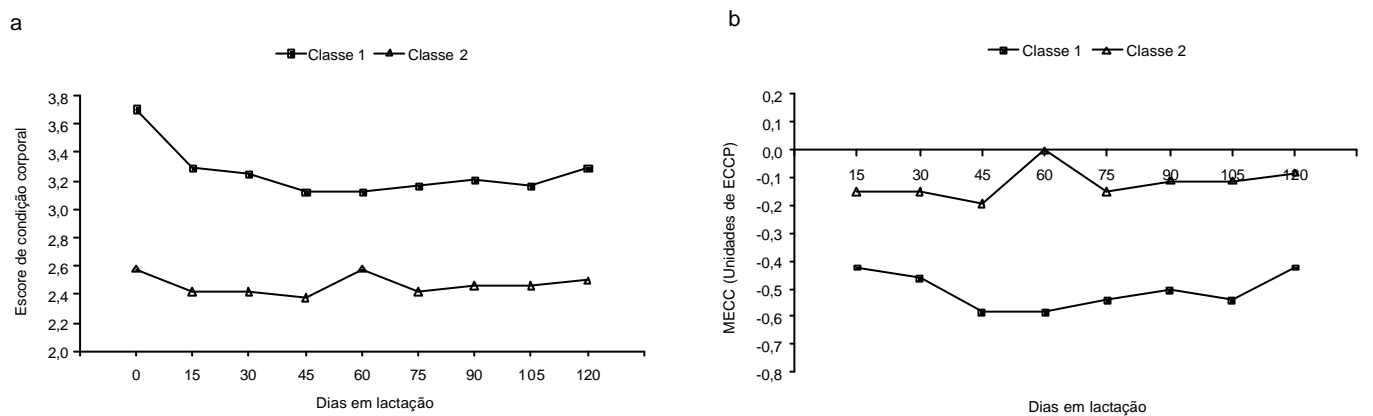 a
Classe 1 Classe 2
Escore de condição corporal
3,8
3,6
3,4
3,2
3,0
2,8
2,6
2,4
2,2
2,0
0 15 30 45 60 75 90 105 120
Dias em lactação
b
Classe 1 Classe 2
MECC (Unidades de ECCP)
0,2
0,1
0,0
-0,1
-0,2
-0,3
-0,4
-0,5
-0,6
-0,7
-0,8
15 30 45 60 75 90 105 120
Dias em lactação